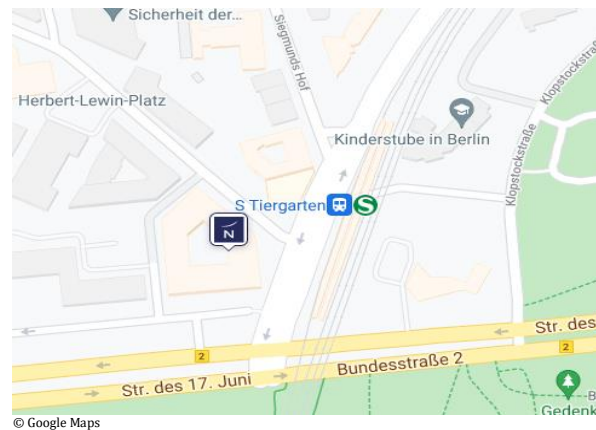 Sicherheit der...
Siegmunds Hof
Klopstockstraß
Herbert-Lewin-Platz
Kinderstube in Berlin
Klopstockstraße
S Tiergarten
S
N
Str. des
2
2
Bundesstraße 2
Str. des 17. Juni
B
Gedenk
© Google Maps